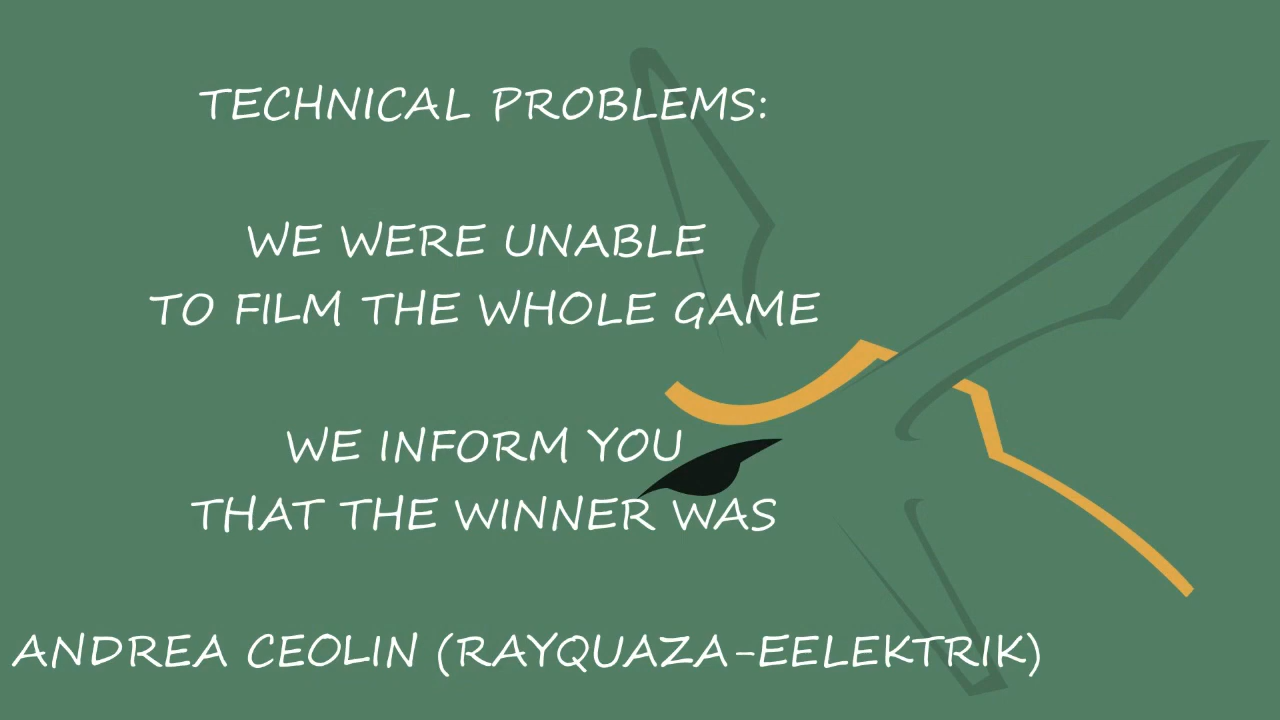 TECHNICAL PROBLEMS:
WE WERE UNABLE
TO FILM THE WHOLE GAME
WE INFORM YOU
THAT THE WINNER WAS
ANDREA CEOLIN (RAYQUAZA-EELEKTRIK)